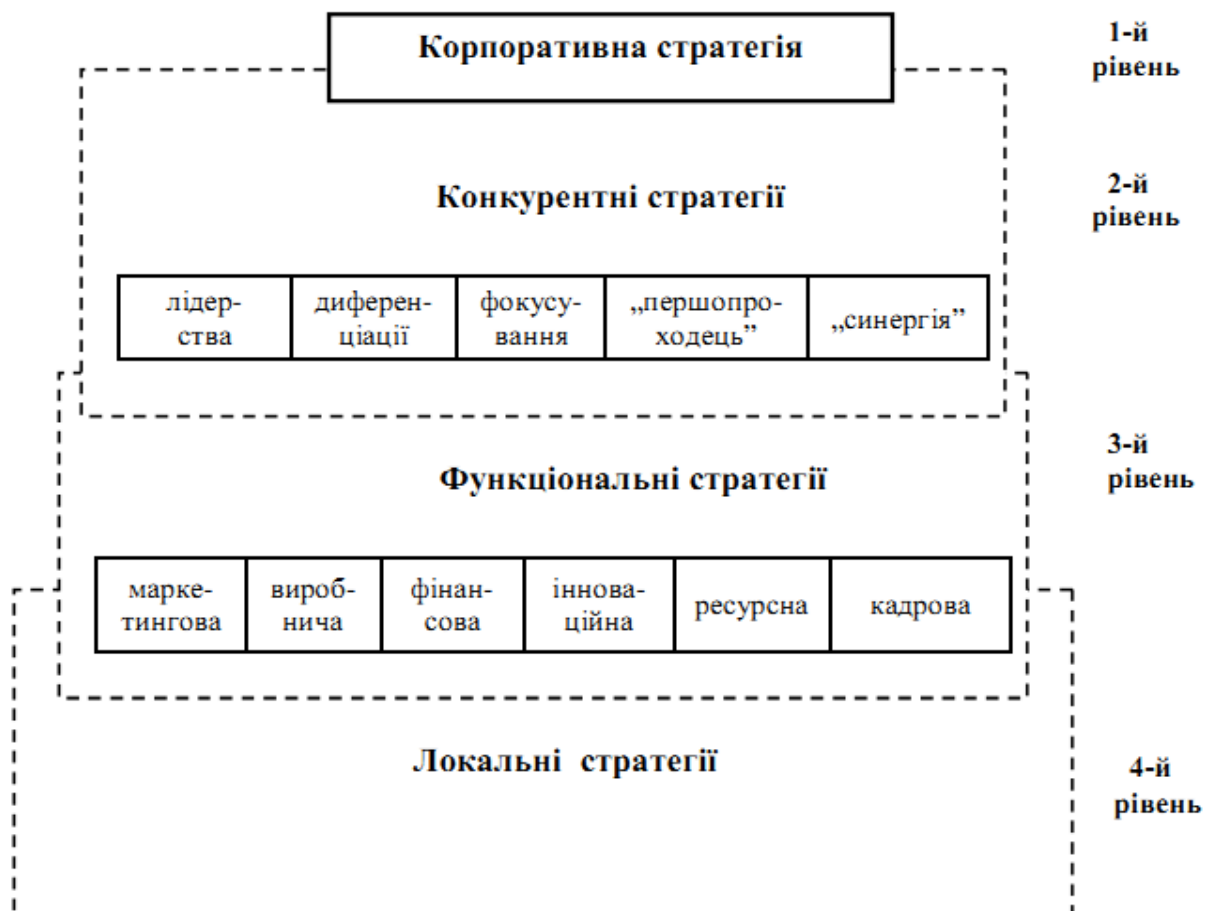 Корпоративна стратегія
1-й
рівень
Конкурентні стратегії
2-й
рівень
лідер-
ства
диферен-
ціації
фокусу-
вання
„першопро-
ходець”
„синергія”
Функціональні стратегії
3-й
рівень
марке-
тингова
вироб-
нича
фінан-
сова
іннова-
ційна
ресурсна
кадрова
Локальні стратегії
4-й
рівень